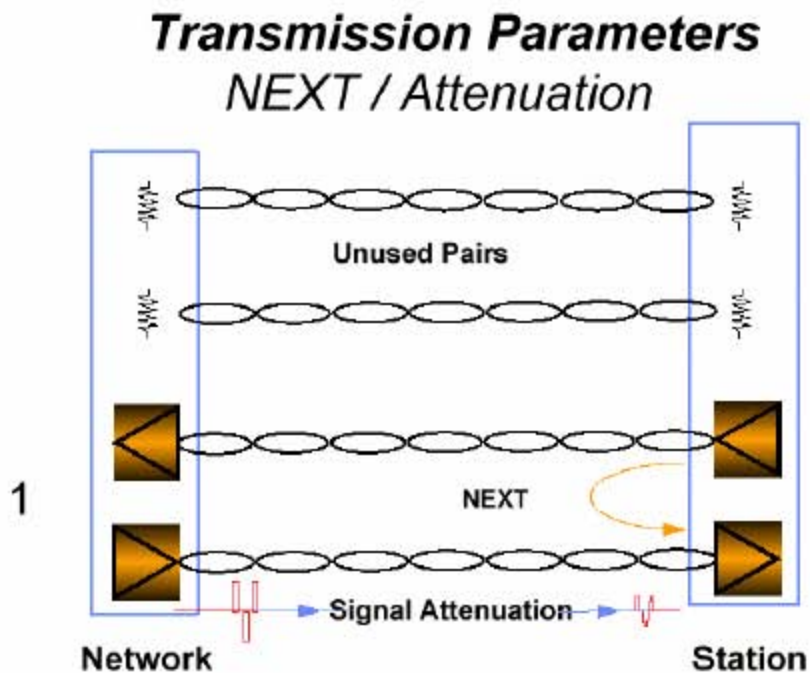 Transmission Parameters
NEXT / Attenuation
Unused Pairs
1
NEXT
Signal Attenuation
Network
Station